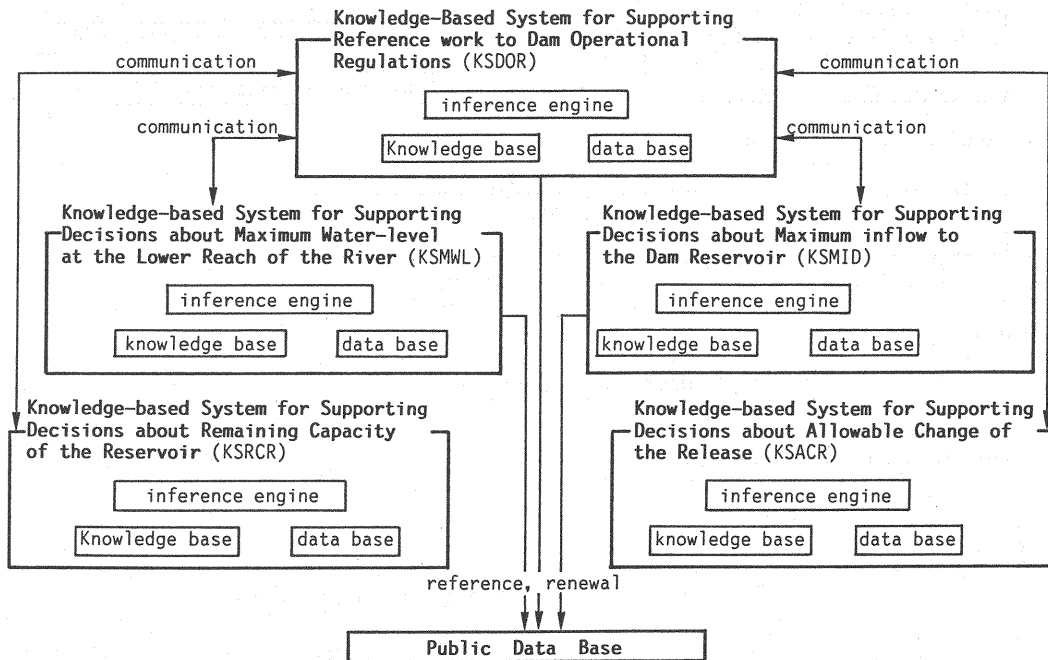 Knowledge-Based System for Supporting
Reference work to Dam Operational
Regulations (KSDOR)
communication
communication
inference engine
communication
communication
Knowledge base
data base
Knowledge-based System for Supporting
Decisions about Maximum Water-level
at the Lower Reach of the River (KSMWL)
inference engine
knowledge base
data base
Knowledge-based System for Supporting
Decisions about Maximum inflow to
the Dam Reservoir (KSMID)
inference engine
knowledge base
data base
Knowledge-based System for Supporting
Decisions about Remaining Capacity
of the Reservoir (KSRCR)
inference engine
Knowledge base
data base
Knowledge-based System for Supporting
Decisions about Allowable Change of
the Release (KSACR)
inference engine
knowledge base
data base
reference, renewal
Public Data Base